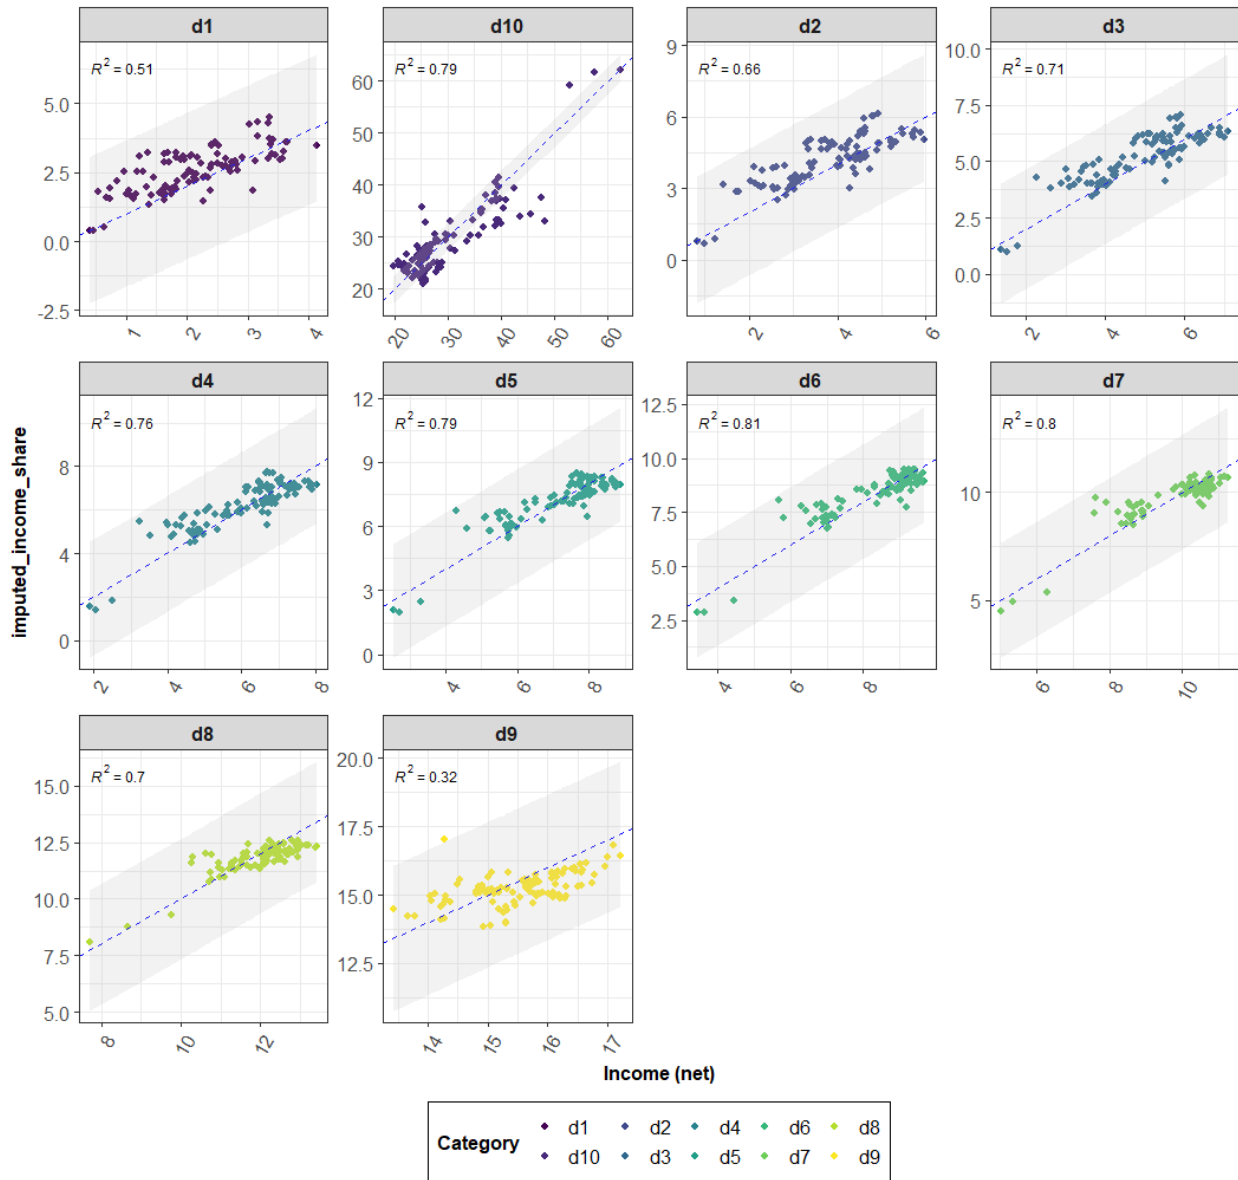 d1 d10 d2 d3
R² = 0.51 R² = 0.79 R² = 0.66 R² = 0.71
5.0 2.5 0.0 -2.5
1 2 3 4
60 50 40 30 20
20 30 40 50 60
9 6 3 0
2 4 6
10.0 7.5 5.0 2.5 0.0
2 4 6
d4 d5 d6 d7
R² = 0.76 R² = 0.79 R² = 0.81 R² = 0.8
8 4 0
2 4 6 8
12 9 6 3 0
4 6 8
12.5 10.0 7.5 5.0 2.5
4 6 8
10 5
6 8 10
imputed_income_share
d8 d9
R² = 0.7 R² = 0.32
15.0 12.5 10.0 7.5 5.0
8 10 12
20.0 17.5 15.0 12.5
14 15 16 17
Income (net)
Category
d1 d2 d4 d6 d8
d10 d3 d5 d7 d9